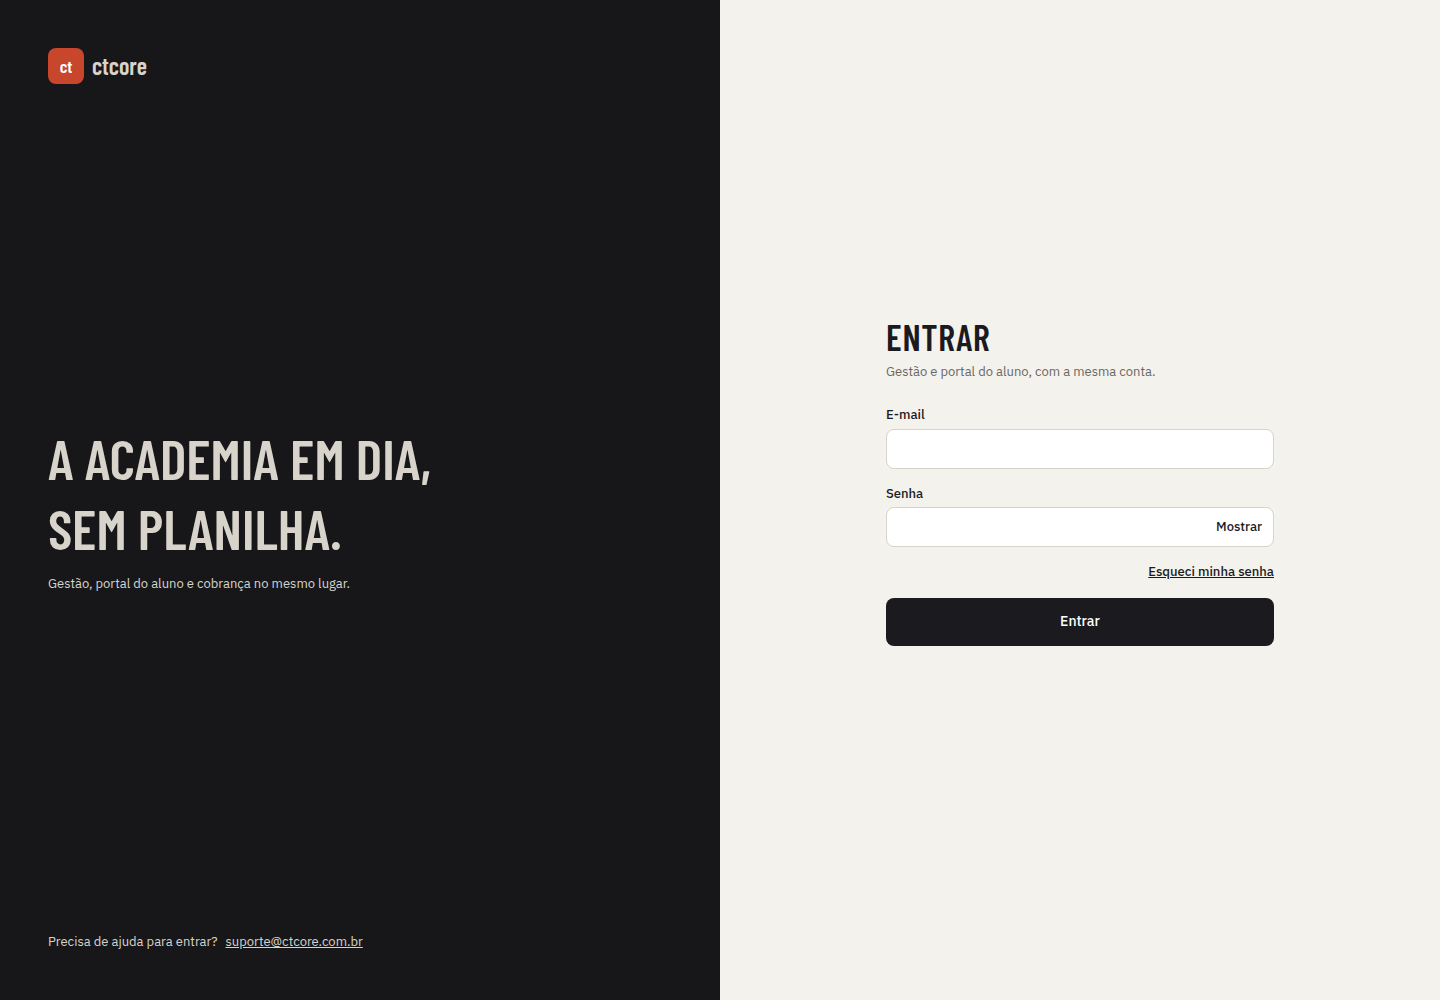 ct ctcore
A ACADEMIA EM DIA,
SEM PLANILHA.
Gestão, portal do aluno e cobrança no mesmo lugar.
Precisa de ajuda para entrar? suporte@ctcore.com.br
ENTRAR
Gestão e portal do aluno, com a mesma conta.
E-mail
Senha
Mostrar
Esqueci minha senha
Entrar